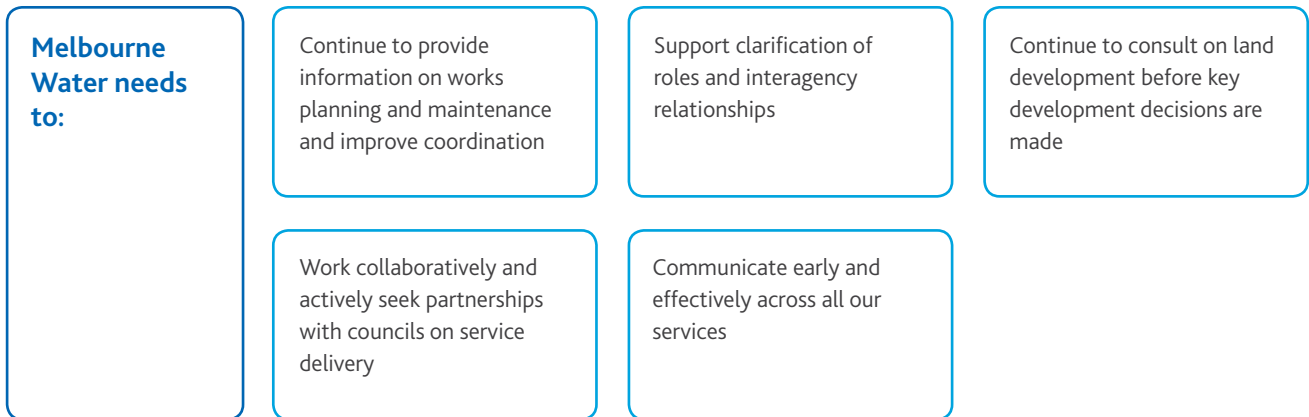 Melbourne
Water needs
to:
Continue to provide
information on works
planning and maintenance
and improve coordination
Support clarification of
roles and interagency
relationships
Continue to consult on land
development before key
development decisions are
made
Work collaboratively and
actively seek partnerships
with councils on service
delivery
Communicate early and
effectively across all our
services